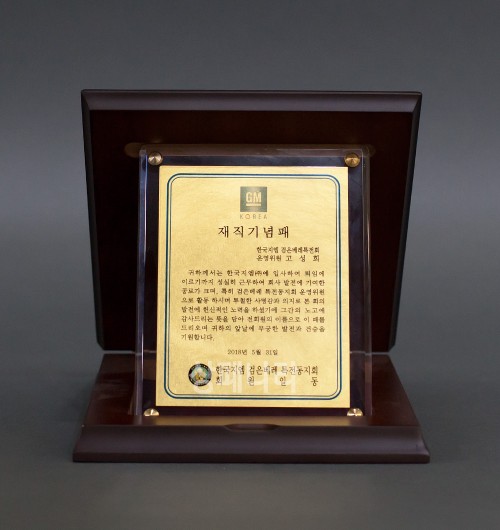 GM
KOREA
재직기념패
한국지엠 검은베레특전회
운영위원 고성희
귀하께서는 한국지엠㈜에 입사하여 퇴임에
이르기까지 성실히 근무하여 회사 발전에 기여한
공로가 크며, 특히 검은베레 특전동지회 운영위원
으로 활동 하시며 투철한 사명감과 의지로 본 회의
발전에 헌신적인 노력을 하셨기에 그간의 노고에
감사드리는 뜻을 담아 전회원의 이름으로 이 패를
드리오며 귀하의 앞날에 무궁한 발전과 건승을
기원합니다.
2018년 5월 31일
한국지엠 검은베레 특전동지회
회원일동